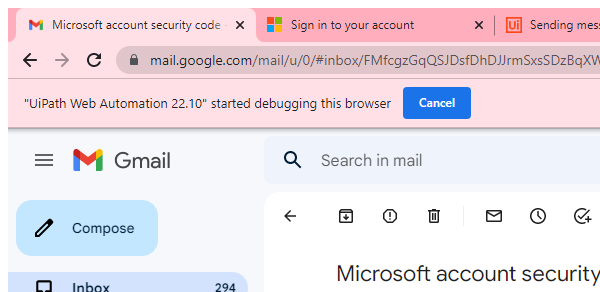 Microsoft account security code -
Sign in to your account
Ui
Sending mess
mail.google.com/mail/u/0/#inbox/FMfcgzGqQSJDsfDhDJJrmSxsSDzBqXW
"UiPath Web Automation 22.10" started debugging this browser
Cancel
Gmail
Search in mail
Compose
Microsoft account security
Inbox
294